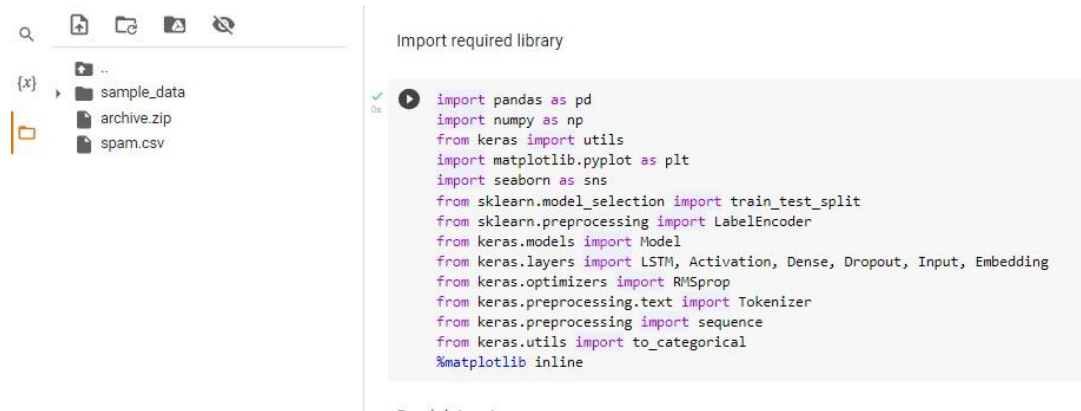 {x}
..
sample_data
archive.zip
spam.csv
Import required library
0s
import pandas as pd
import numpy as np
from keras import utils
import matplotlib.pyplot as plt
import seaborn as sns
from sklearn.model_selection import train_test_split
from sklearn.preprocessing import LabelEncoder
from keras.models import Model
from keras.layers import LSTM, Activation, Dense, Dropout, Input, Embedding
from keras.optimizers import RMSprop
from keras.preprocessing.text import Tokenizer
from keras.preprocessing import sequence
from keras.utils import to_categorical
%matplotlib inline